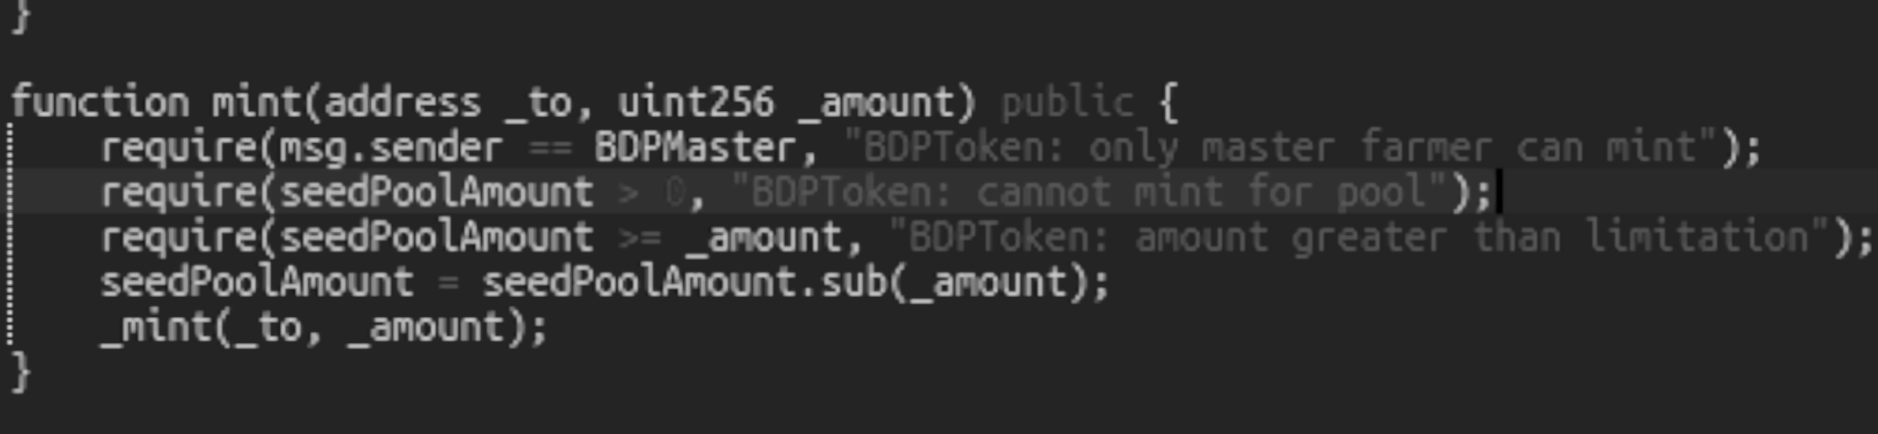 }
function mint(address _to, uint256 _amount) public {
require(msg.sender == BDPMaster, "BDPToken: only master farmer can mint");
require(seedPoolAmount > 0, "BDPToken: cannot mint for pool");
require(seedPoolAmount >= _amount, "BDPToken: amount greater than limitation");
seedPoolAmount = seedPoolAmount.sub(_amount);
_mint(_to, _amount);
}